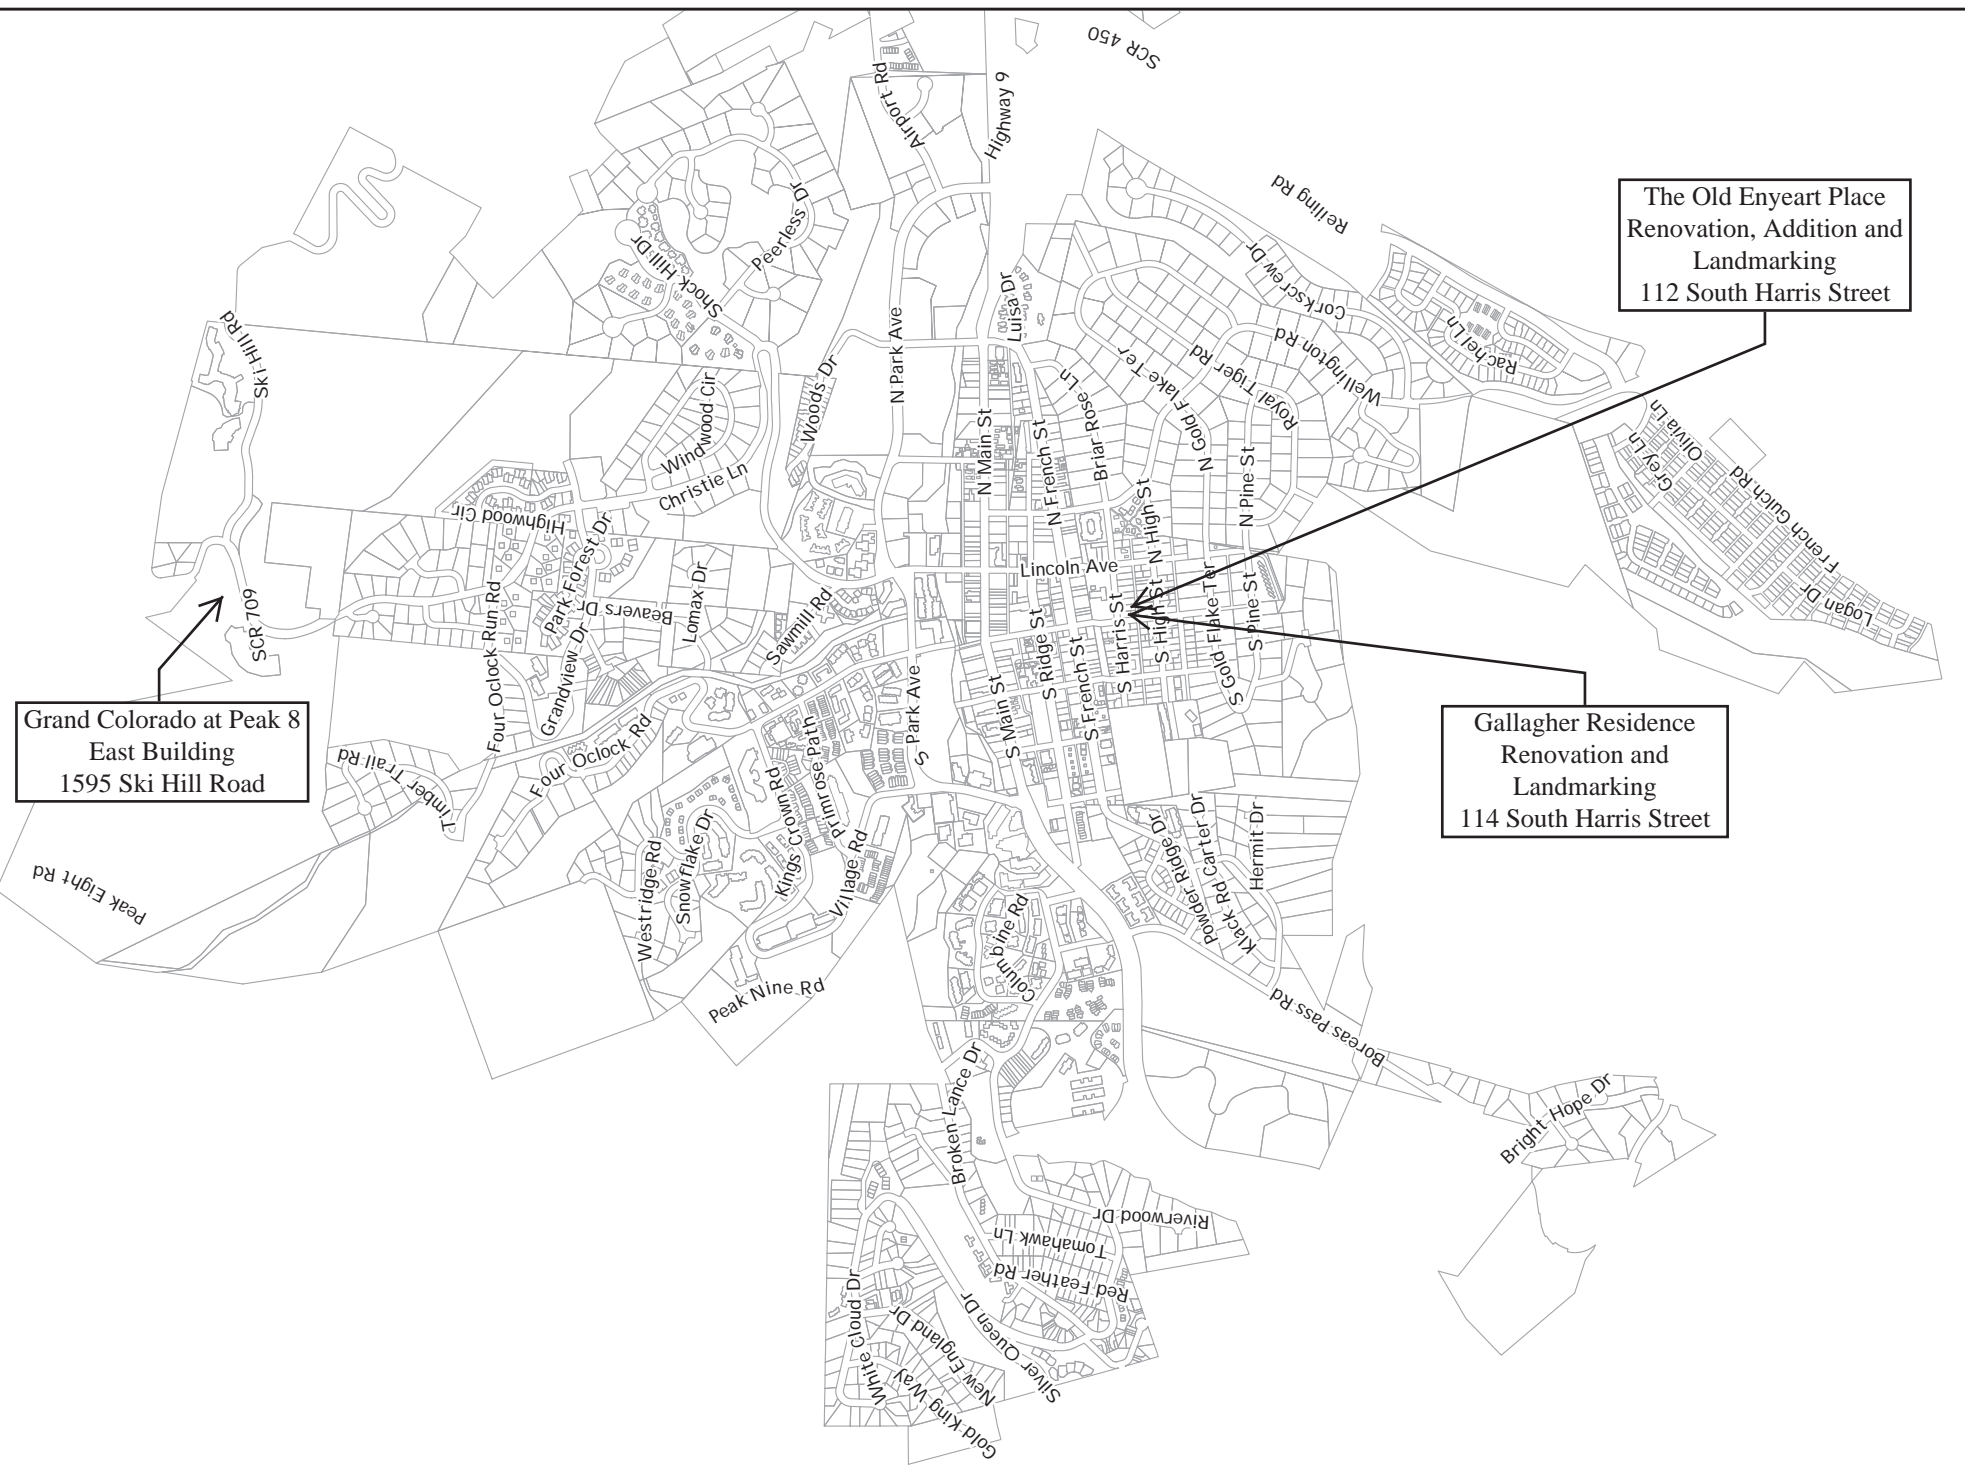 SCR 450
Airport Rd
Highway 9
Reiling Rd
The Old Enyeart Place
Renovation, Addition and
Landmarking
112 South Harris Street
Peerless Dr
Shock Hill Dr
Corkscrew Dr
Luisa Dr
Ski Hill Rd
N Park Ave
Wellington Rd
Rachel Ln
Royal Tiger Rd
N Gold Flake Ter
Briar Rose Ln
Woods Dr
Windwood Cir
Christie Ln
N Main St
N French St
N High St
N Pine St
Grey Ln
Olivia Ln
French Gulch Rd
Logan Dr
Highwood Cir
Park Forest Dr
Lincoln Ave
SCR 709
Four Oclock Run Rd
Beavers Dr
Grandview Dr
Lomax Dr
Sawmill Rd
S Ridge St
S French St
S Harris St
S High St
S Gold Flake Ter
S Pine St
Grand Colorado at Peak 8
East Building
1595 Ski Hill Road
Gallagher Residence
Renovation and
Landmarking
114 South Harris Street
S Park Ave
S Main St
Four Oclock Rd
Timber Trail Rd
Primrose Path
Kings Crown Rd
Village Rd
Snowflake Dr
Westridge Rd
Peak Eight Rd
Powder Ridge Dr
Carter Dr
Klack Rd
Hermit Dr
Columbine Rd
Peak Nine Rd
Boreas Pass Rd
Broken Lance Dr
Bright Hope Dr
Riverwood Dr
Tomahawk Ln
Red Feather Rd
White Cloud Dr
New England Dr
Silver Queen Dr
Gold King Way